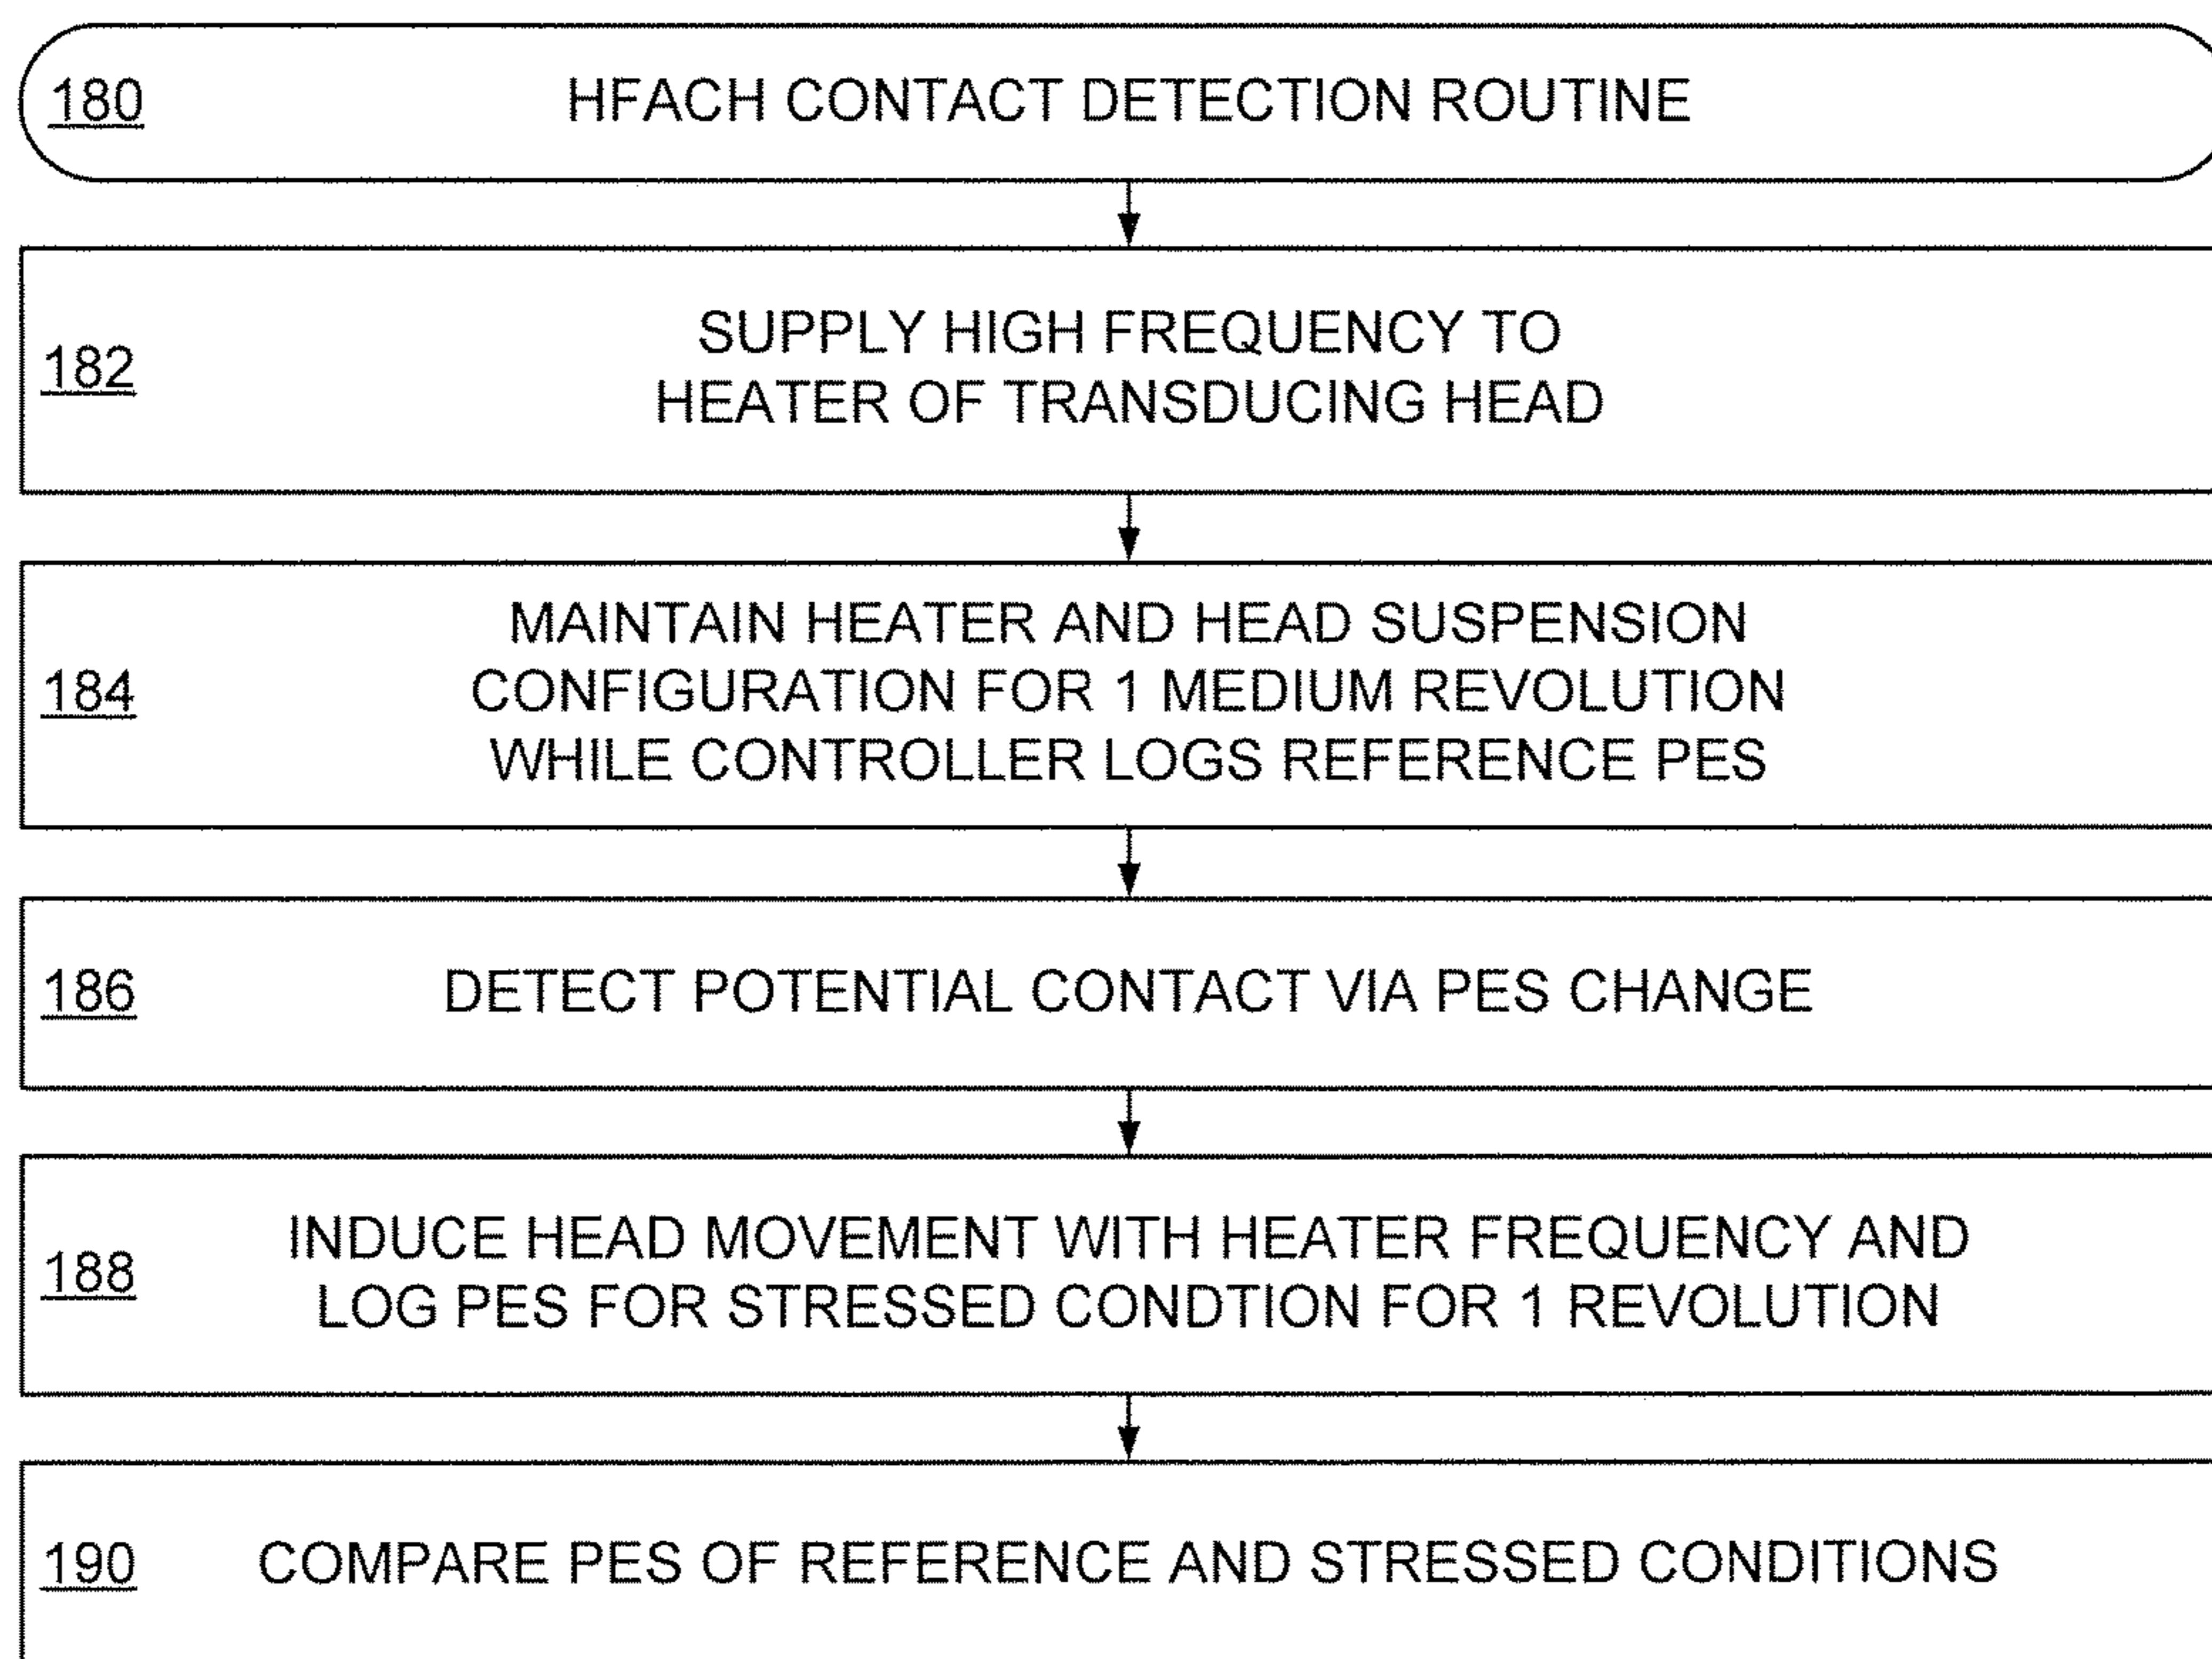 180 HFACH CONTACT DETECTION ROUTINE
182 SUPPLY HIGH FREQUENCY TO
HEATER OF TRANSDUCING HEAD
184 MAINTAIN HEATER AND HEAD SUSPENSION
CONFIGURATION FOR 1 MEDIUM REVOLUTION
WHILE CONTROLLER LOGS REFERENCE PES
186 DETECT POTENTIAL CONTACT VIA PES CHANGE
188 INDUCE HEAD MOVEMENT WITH HEATER FREQUENCY AND
LOG PES FOR STRESSED CONDTION FOR 1 REVOLUTION
190 COMPARE PES OF REFERENCE AND STRESSED CONDITIONS